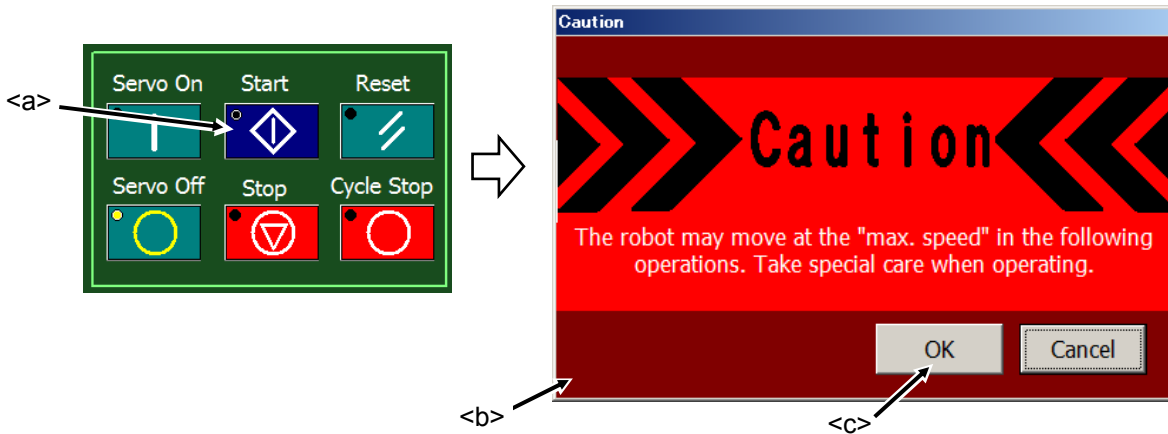 Servo On Start Reset
<a>
Servo Off Stop Cycle Stop
Caution
Caution
The robot may move at the "max. speed" in the following
operations. Take special care when operating.
OK Cancel
<b>
<c>